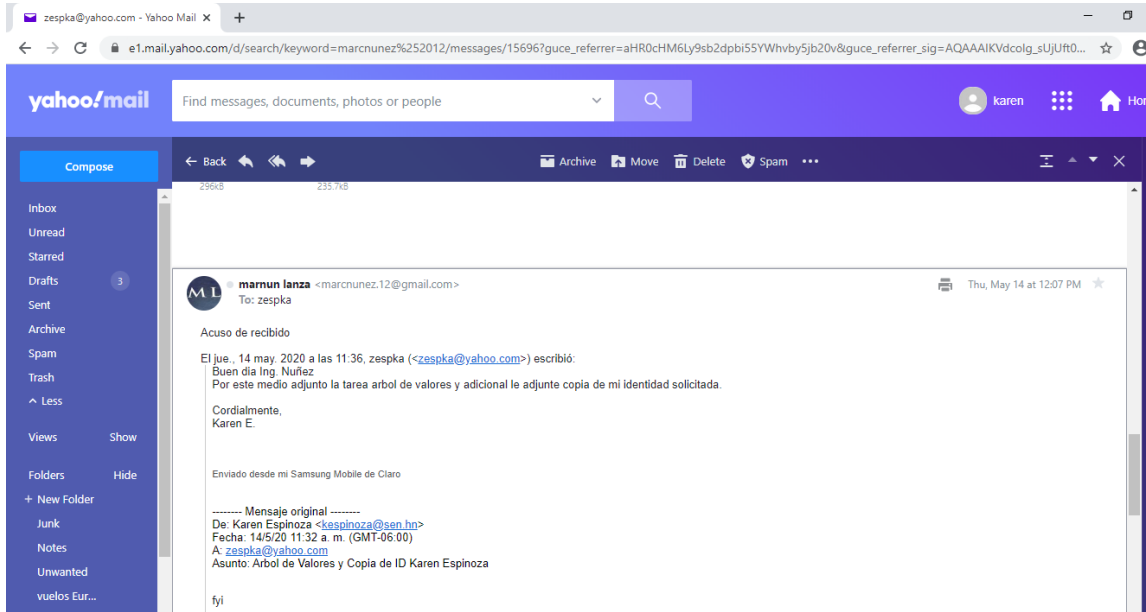 zespka@yahoo.com - Yahoo Mail
e1.mail.yahoo.com/d/search/keyword=marcnunez%252012/messages/15696?guce_referrer=aHR0cHM6Ly9sb2dpbi55YWhvby5jb20v&guce_referrer_sig=AQAAAIKVdcolg_sUjUft0...
yahoo!mail
Find messages, documents, photos or people
karen
Hor
Compose
Back
Archive
Move
Delete
Spam
296kB 235.7kB
Inbox
Unread
Starred
Drafts 3
Sent
Archive
Spam
Trash
Less
Views Show
Folders Hide
+ New Folder
Junk
Notes
Unwanted
vuelos Eur...
ML
marnun lanza <marcnunez.12@gmail.com>
To: zespka
Thu, May 14 at 12:07 PM
Acuso de recibido
El jue., 14 may. 2020 a las 11:36, zespka (<zespka@yahoo.com>) escribió:
Buen dia Ing. Nuñez
Por este medio adjunto la tarea arbol de valores y adicional le adjunte copia de mi identidad solicitada.
Cordialmente,
Karen E.
Enviado desde mi Samsung Mobile de Claro
-------- Mensaje original --------
De: Karen Espinoza <kespinoza@sen.hn>
Fecha: 14/5/20 11:32 a. m. (GMT-06:00)
A: zespka@yahoo.com
Asunto: Arbol de Valores y Copia de ID Karen Espinoza
fyi